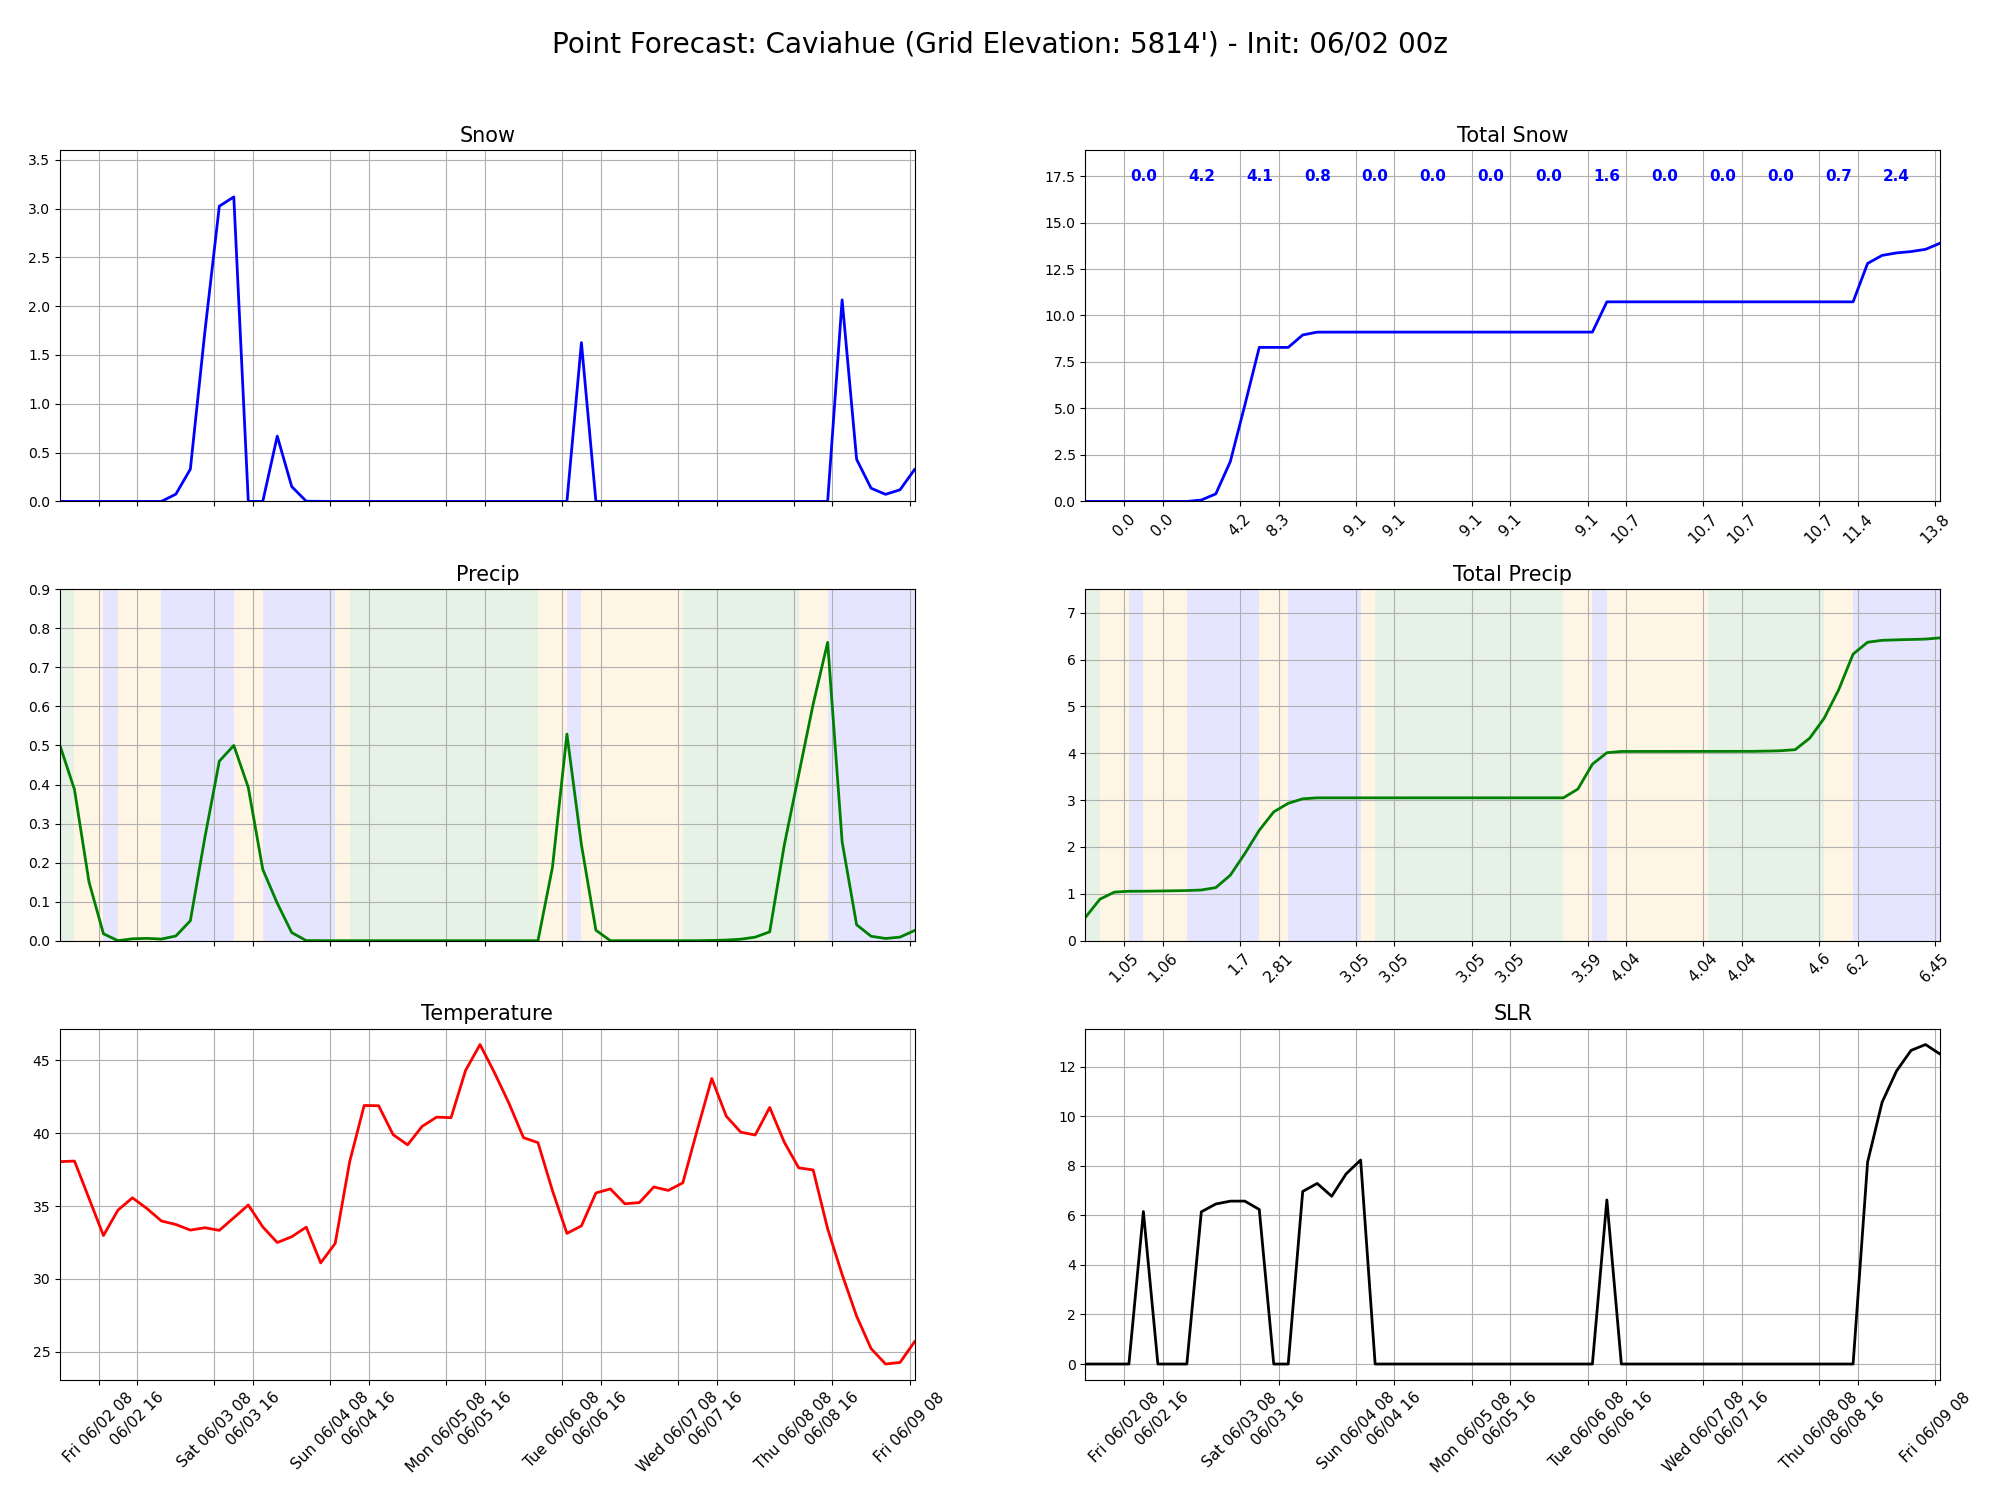 Point Forecast: Caviahue (Grid Elevation: 5814') - Init: 06/02 00z
Snow
3.5
3.0
2.5
2.0
1.5
1.0
0.5
0.0
Total Snow
0.0 4.2 4.1 0.8 0.0 0.0 0.0 0.0 1.6 0.0 0.0 0.0 0.7 2.4
17.5
15.0
12.5
10.0
7.5
5.0
2.5
0.0
0.0 0.0 4.2 8.3 9.1 9.1 9.1 9.1 9.1 10.7 10.7 10.7 10.7 11.4 13.8
Precip
0.9
0.8
0.7
0.6
0.5
0.4
0.3
0.2
0.1
0.0
Total Precip
7
6
5
4
3
2
1
0
1.05 1.06 1.7 2.81 3.05 3.05 3.05 3.05 3.59 4.04 4.04 4.04 4.6 6.2 6.45
Temperature
45
40
35
30
25
Fri 06/02 08
06/02 16
Sat 06/03 08
06/03 16
Sun 06/04 08
06/04 16
Mon 06/05 08
06/05 16
Tue 06/06 08
06/06 16
Wed 06/07 08
06/07 16
Thu 06/08 08
06/08 16
Fri 06/09 08
SLR
12
10
8
6
4
2
0
Fri 06/02 08
06/02 16
Sat 06/03 08
06/03 16
Sun 06/04 08
06/04 16
Mon 06/05 08
06/05 16
Tue 06/06 08
06/06 16
Wed 06/07 08
06/07 16
Thu 06/08 08
06/08 16
Fri 06/09 08